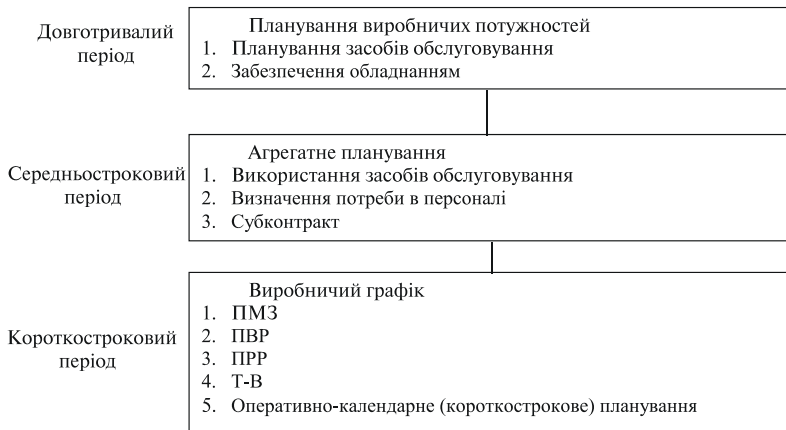 Довготривалий
період
Планування виробничих потужностей
1. Планування засобів обслуговування
2. Забезпечення обладнанням
Середньостроковий
період
Агрегатне планування
1. Використання засобів обслуговування
2. Визначення потреби в персоналі
3. Субконтракт
Короткостроковий
період
Виробничий графік
1. ПМЗ
2. ПВР
3. ПРР
4. Т-В
5. Оперативно-календарне (короткострокове) планування